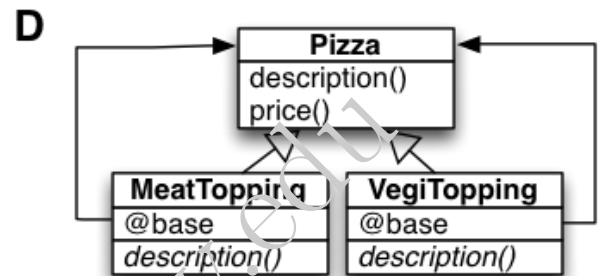 D
Pizza
description()
price()
MeatTopping
@base
description()
VegiTopping
@base
description()